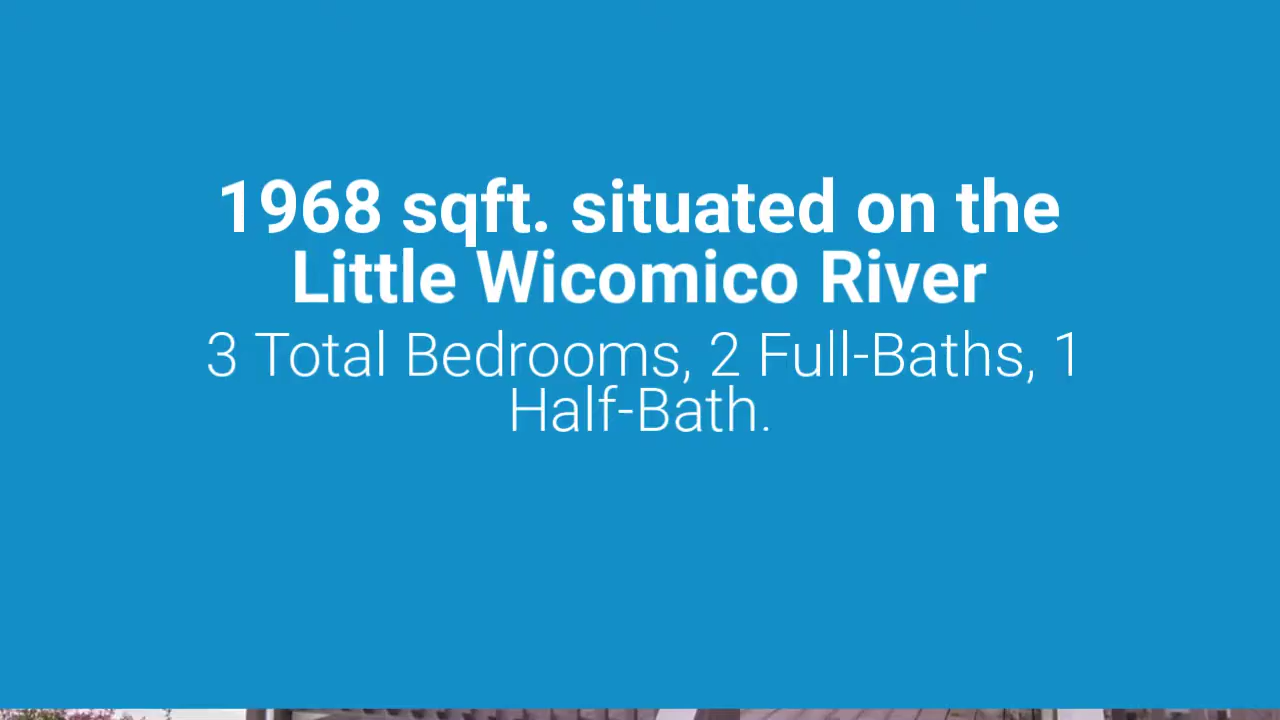 1968 sqft. situated on the
Little Wicomico River
3 Total Bedrooms, 2 Full-Baths, 1
Half-Bath.